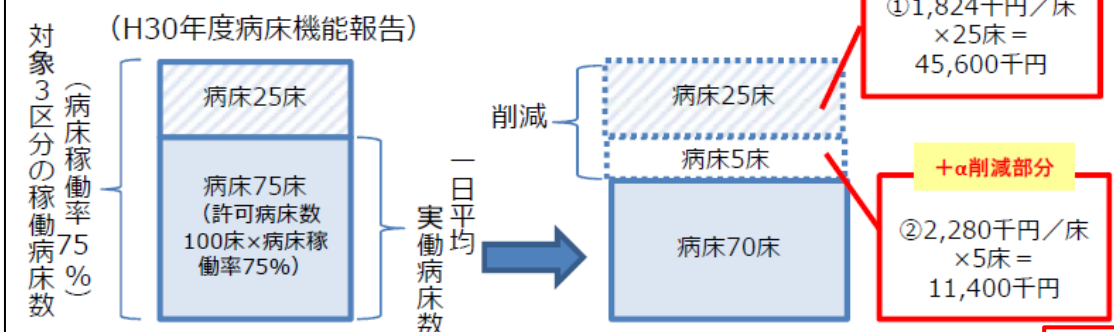 （H30年度病床機能報告）
対象３区分の稼働病床数
（病床稼働率75％）
病床25床
病床75床
（許可病床数
100床×病床稼
働率75%）
一日平均
実働病床数
削減
病床25床
病床5床
病床70床
①1,824千円／床
×25床＝
45,600千円
＋α削減部分
②2,280千円／床
×5床＝
11,400千円